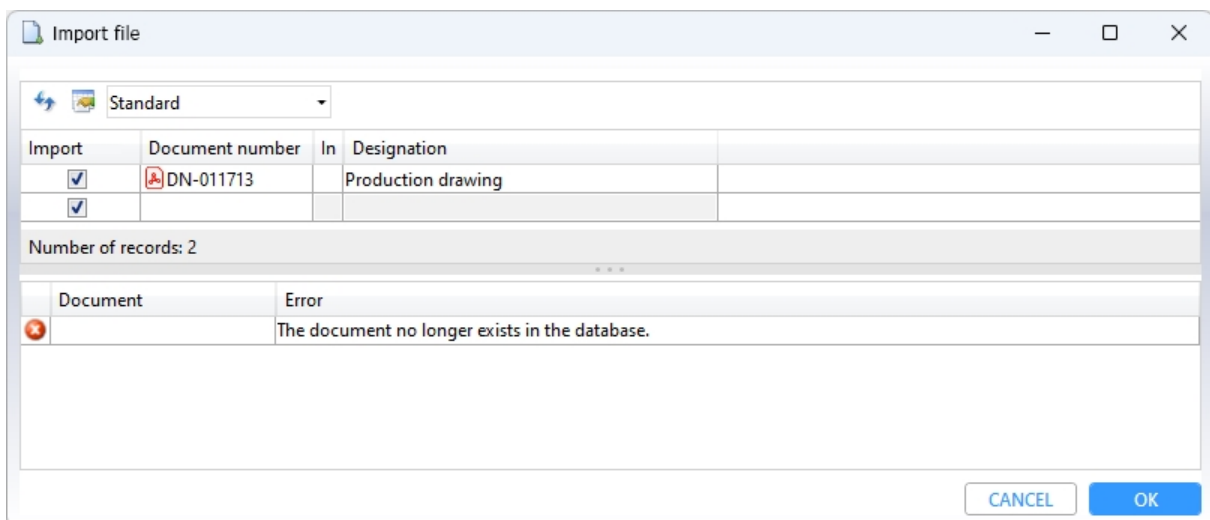 Import file
Standard
Import Document number In Designation
DN-011713 Production drawing
Number of records: 2
Document Error
The document no longer exists in the database.
CANCEL OK